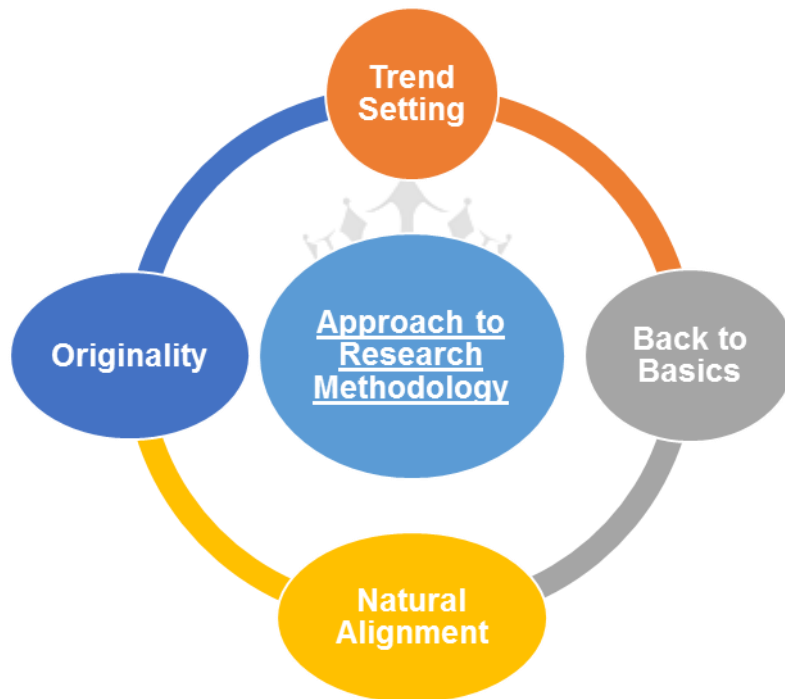 Trend
Setting
Approach to
Research
Methodology
Originality
Back to
Basics
Natural
Alignment